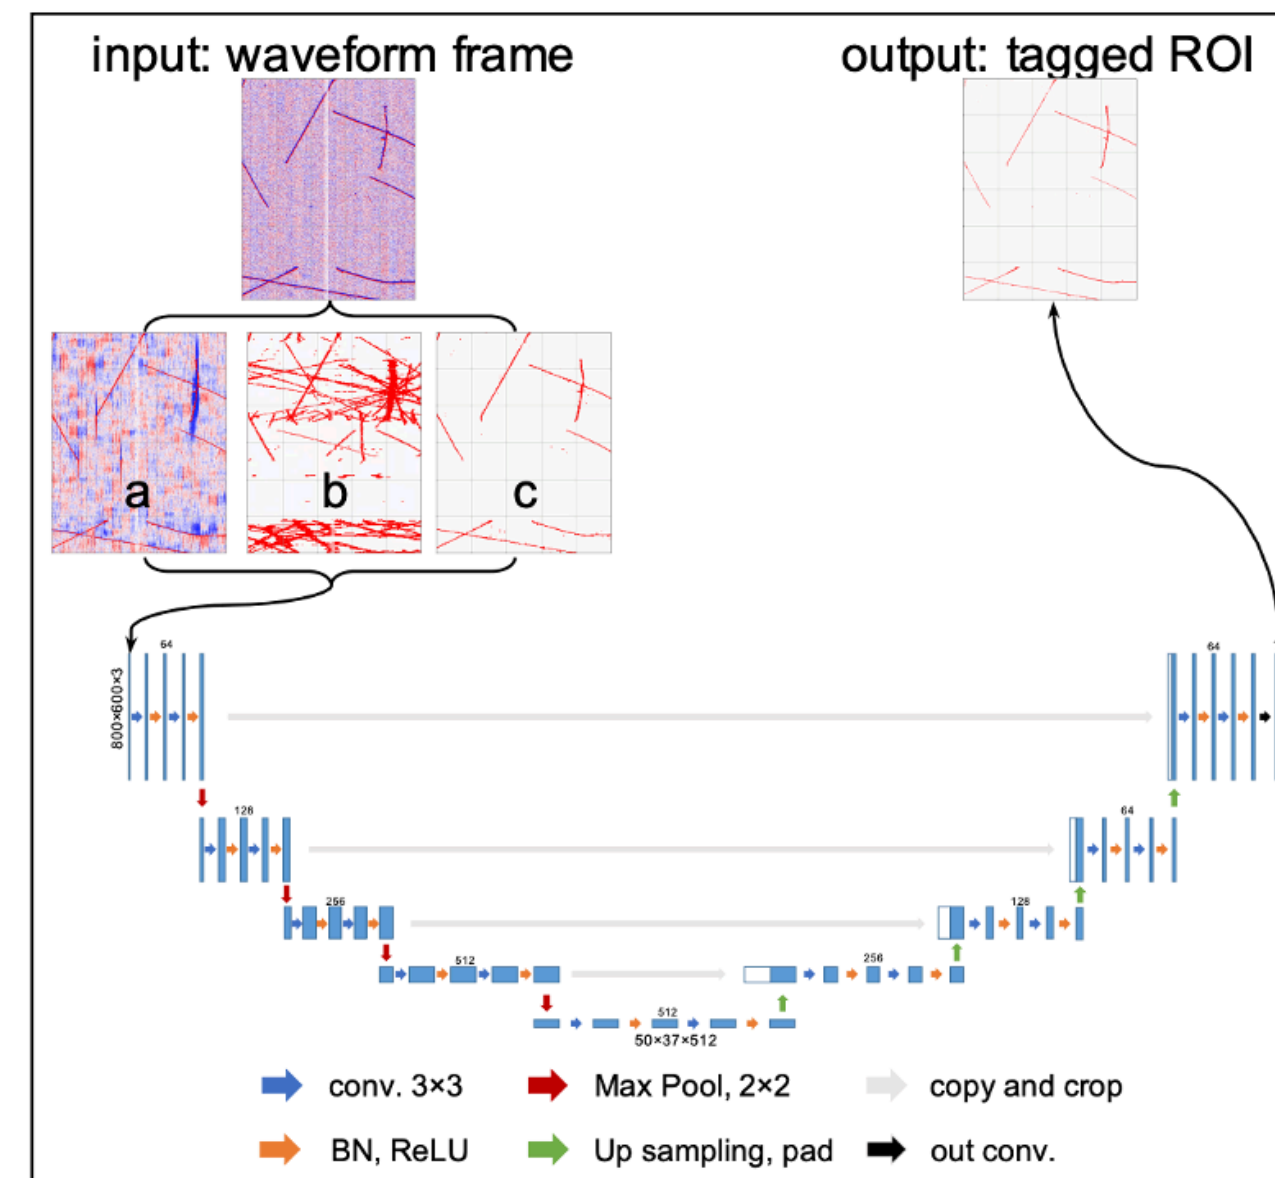 input: waveform frame
output: tagged ROI
a
b
c
64
64
800×600×3
128
64
256
128
512
256
512
50×37×512
conv. 3×3
Max Pool, 2×2
copy and crop
BN, ReLU
Up sampling, pad
out conv.